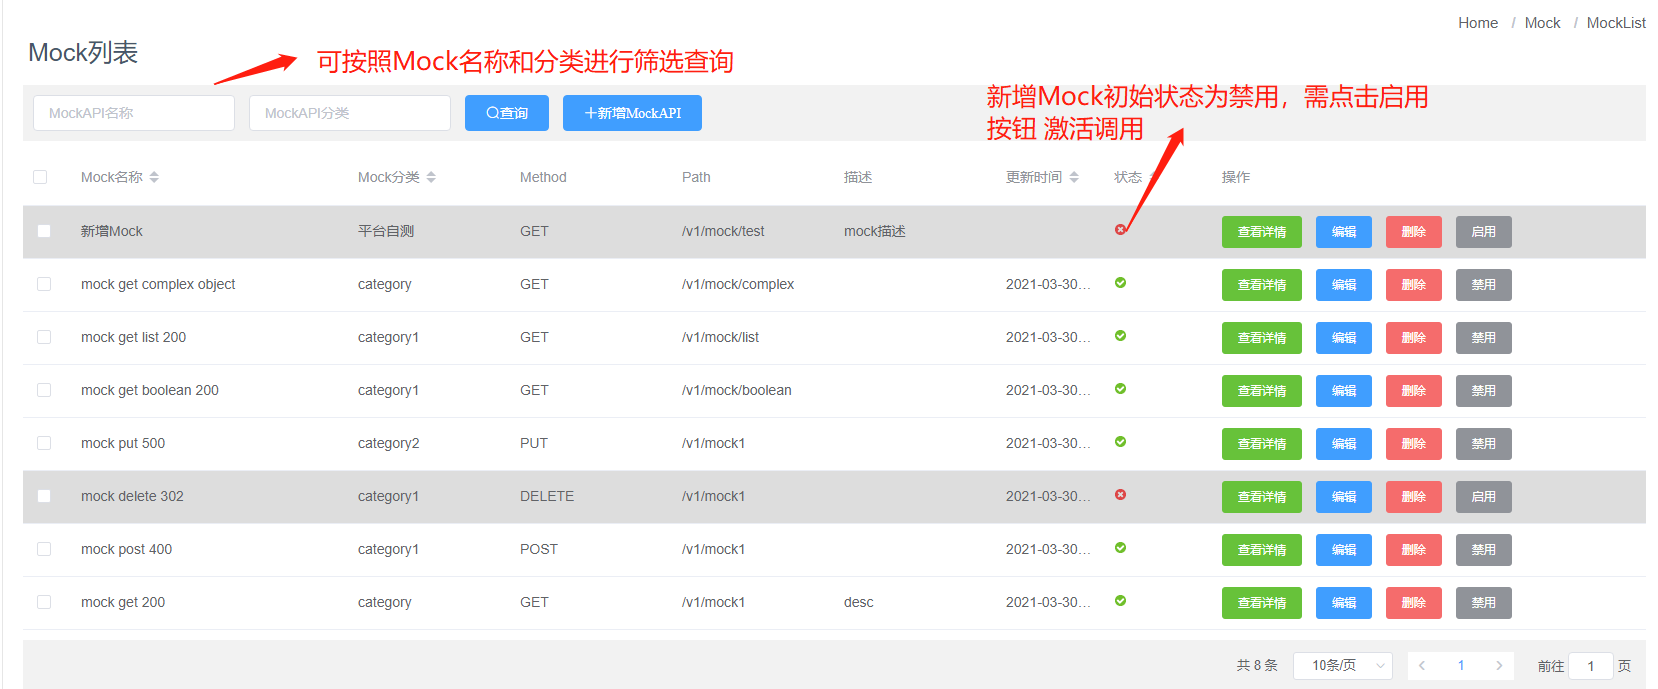 Home / Mock / MockList
Mock列表
可按照Mock名称和分类进行筛选查询
新增Mock初始状态为禁用，需点击启用
按钮 激活调用
MockAPI名称 MockAPI分类 查询 新增MockAPI
Mock名称 Mock分类 Method Path 描述 更新时间 状态 操作
新增Mock 平台自测 GET /v1/mock/test mock描述 查看详情 编辑 删除 启用
mock get complex object category GET /v1/mock/complex 2021-03-30... 查看详情 编辑 删除 禁用
mock get list 200 category1 GET /v1/mock/list 2021-03-30... 查看详情 编辑 删除 禁用
mock get boolean 200 category1 GET /v1/mock/boolean 2021-03-30... 查看详情 编辑 删除 禁用
mock put 500 category2 PUT /v1/mock1 2021-03-30... 查看详情 编辑 删除 禁用
mock delete 302 category1 DELETE /v1/mock1 2021-03-30... 查看详情 编辑 删除 启用
mock post 400 category1 POST /v1/mock1 2021-03-30... 查看详情 编辑 删除 禁用
mock get 200 category GET /v1/mock1 desc 2021-03-30... 查看详情 编辑 删除 禁用
共 8 条 10条/页 1 前往 1 页